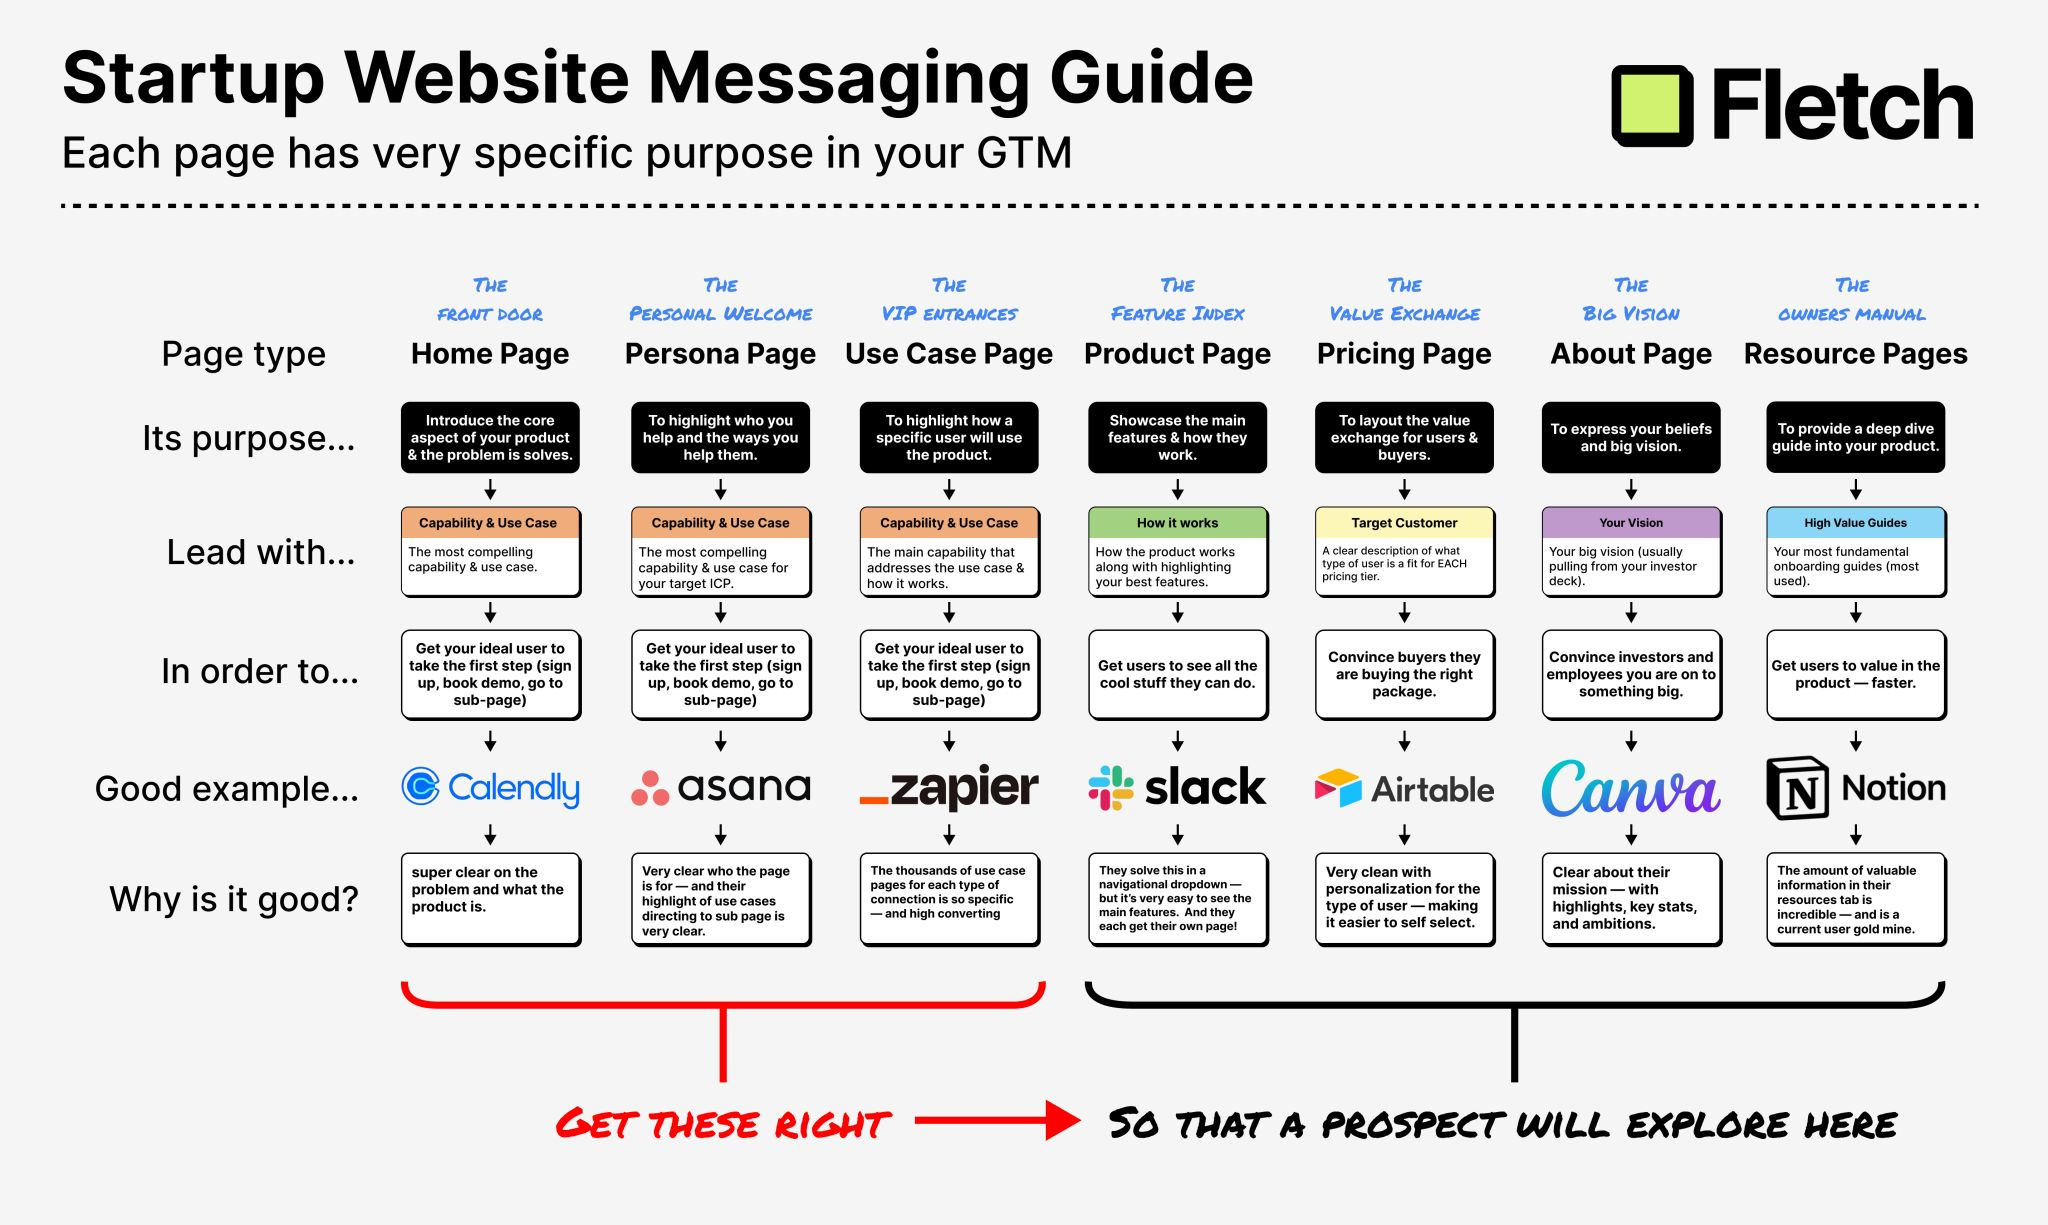 Startup Website Messaging Guide
Fletch
Each page has very specific purpose in your GTM
The
front door
The
Personal Welcome
The
VIP entrances
The
Feature Index
The
Value Exchange
The
Big Vision
The
owners manual
Page type
Home Page
Persona Page
Use Case Page
Product Page
Pricing Page
About Page
Resource Pages
Its purpose...
Introduce the core
aspect of your product
& the problem is solves.
To highlight who you
help and the ways you
help them.
To highlight how a
specific user will use
the product.
Showcase the main
features & how they
work.
To layout the value
exchange for users &
buyers.
To express your beliefs
and big vision.
To provide a deep dive
guide into your product.
Lead with...
Capability & Use Case
The most compelling
capability & use case.
Capability & Use Case
The most compelling
capability & use case for
your target ICP.
Capability & Use Case
The main capability that
addresses the use case &
how it works.
How it works
How the product works
along with highlighting
your best features.
Target Customer
A clear description of what
type of user is a fit for EACH
pricing tier.
Your Vision
Your big vision (usually
pulling from your investor
deck).
High Value Guides
Your most fundamental
onboarding guides (most
used).
In order to...
Get your ideal user to
take the first step (sign
up, book demo, go to
sub-page)
Get your ideal user to
take the first step (sign
up, book demo, go to
sub-page)
Get your ideal user to
take the first step (sign
up, book demo, go to
sub-page)
Get users to see all the
cool stuff they can do.
Convince buyers they
are buying the right
package.
Convince investors and
employees you are on to
something big.
Get users to value in the
product — faster.
Good example...
Calendly
asana
zapier
slack
Airtable
Canva
Notion
Why is it good?
super clear on the
problem and what the
product is.
Very clear who the page
is for — and their
highlight of use cases
directing to sub page is
very clear.
The thousands of use case
pages for each type of
connection is so specific
— and high converting
They solve this in a
navigational dropdown —
but it's very easy to see the
main features. And they
each get their own page!
Very clean with
personalization for the
type of user — making
it easier to self select.
Clear about their
mission — with
highlights, key stats,
and ambitions.
The amount of valuable
information in their
resources tab is
incredible — and is a
current user gold mine.
Get these right
So that a prospect will explore here